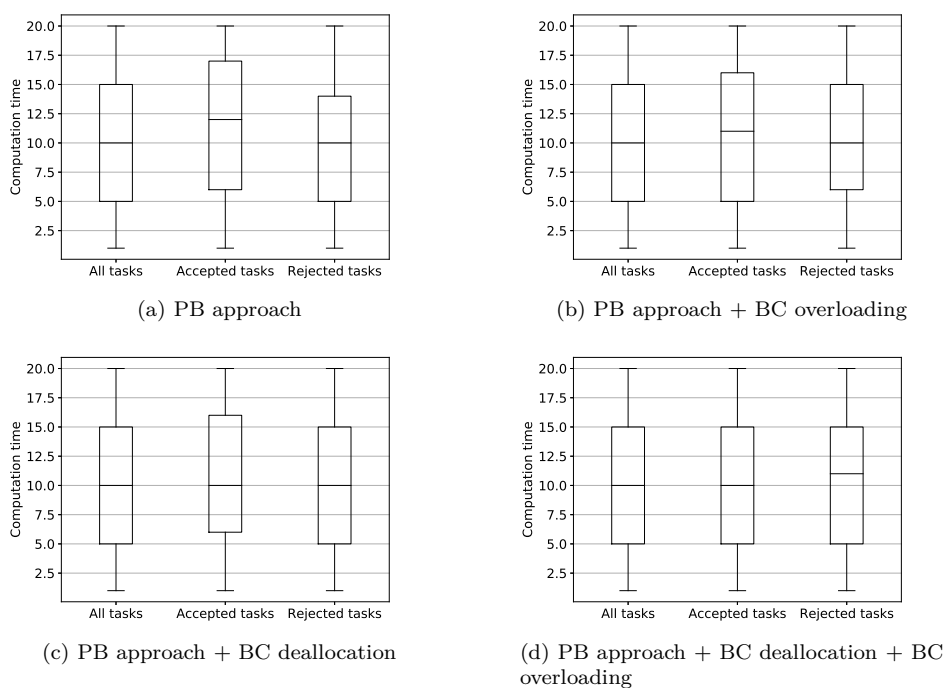 20.0
17.5
15.0
12.5
10.0
7.5
5.0
2.5
Computation time
All tasks Accepted tasks Rejected tasks
(a) PB approach
20.0
17.5
15.0
12.5
10.0
7.5
5.0
2.5
Computation time
All tasks Accepted tasks Rejected tasks
(b) PB approach + BC overloading
20.0
17.5
15.0
12.5
10.0
7.5
5.0
2.5
Computation time
All tasks Accepted tasks Rejected tasks
(c) PB approach + BC deallocation
20.0
17.5
15.0
12.5
10.0
7.5
5.0
2.5
Computation time
All tasks Accepted tasks Rejected tasks
(d) PB approach + BC deallocation + BC
overloading